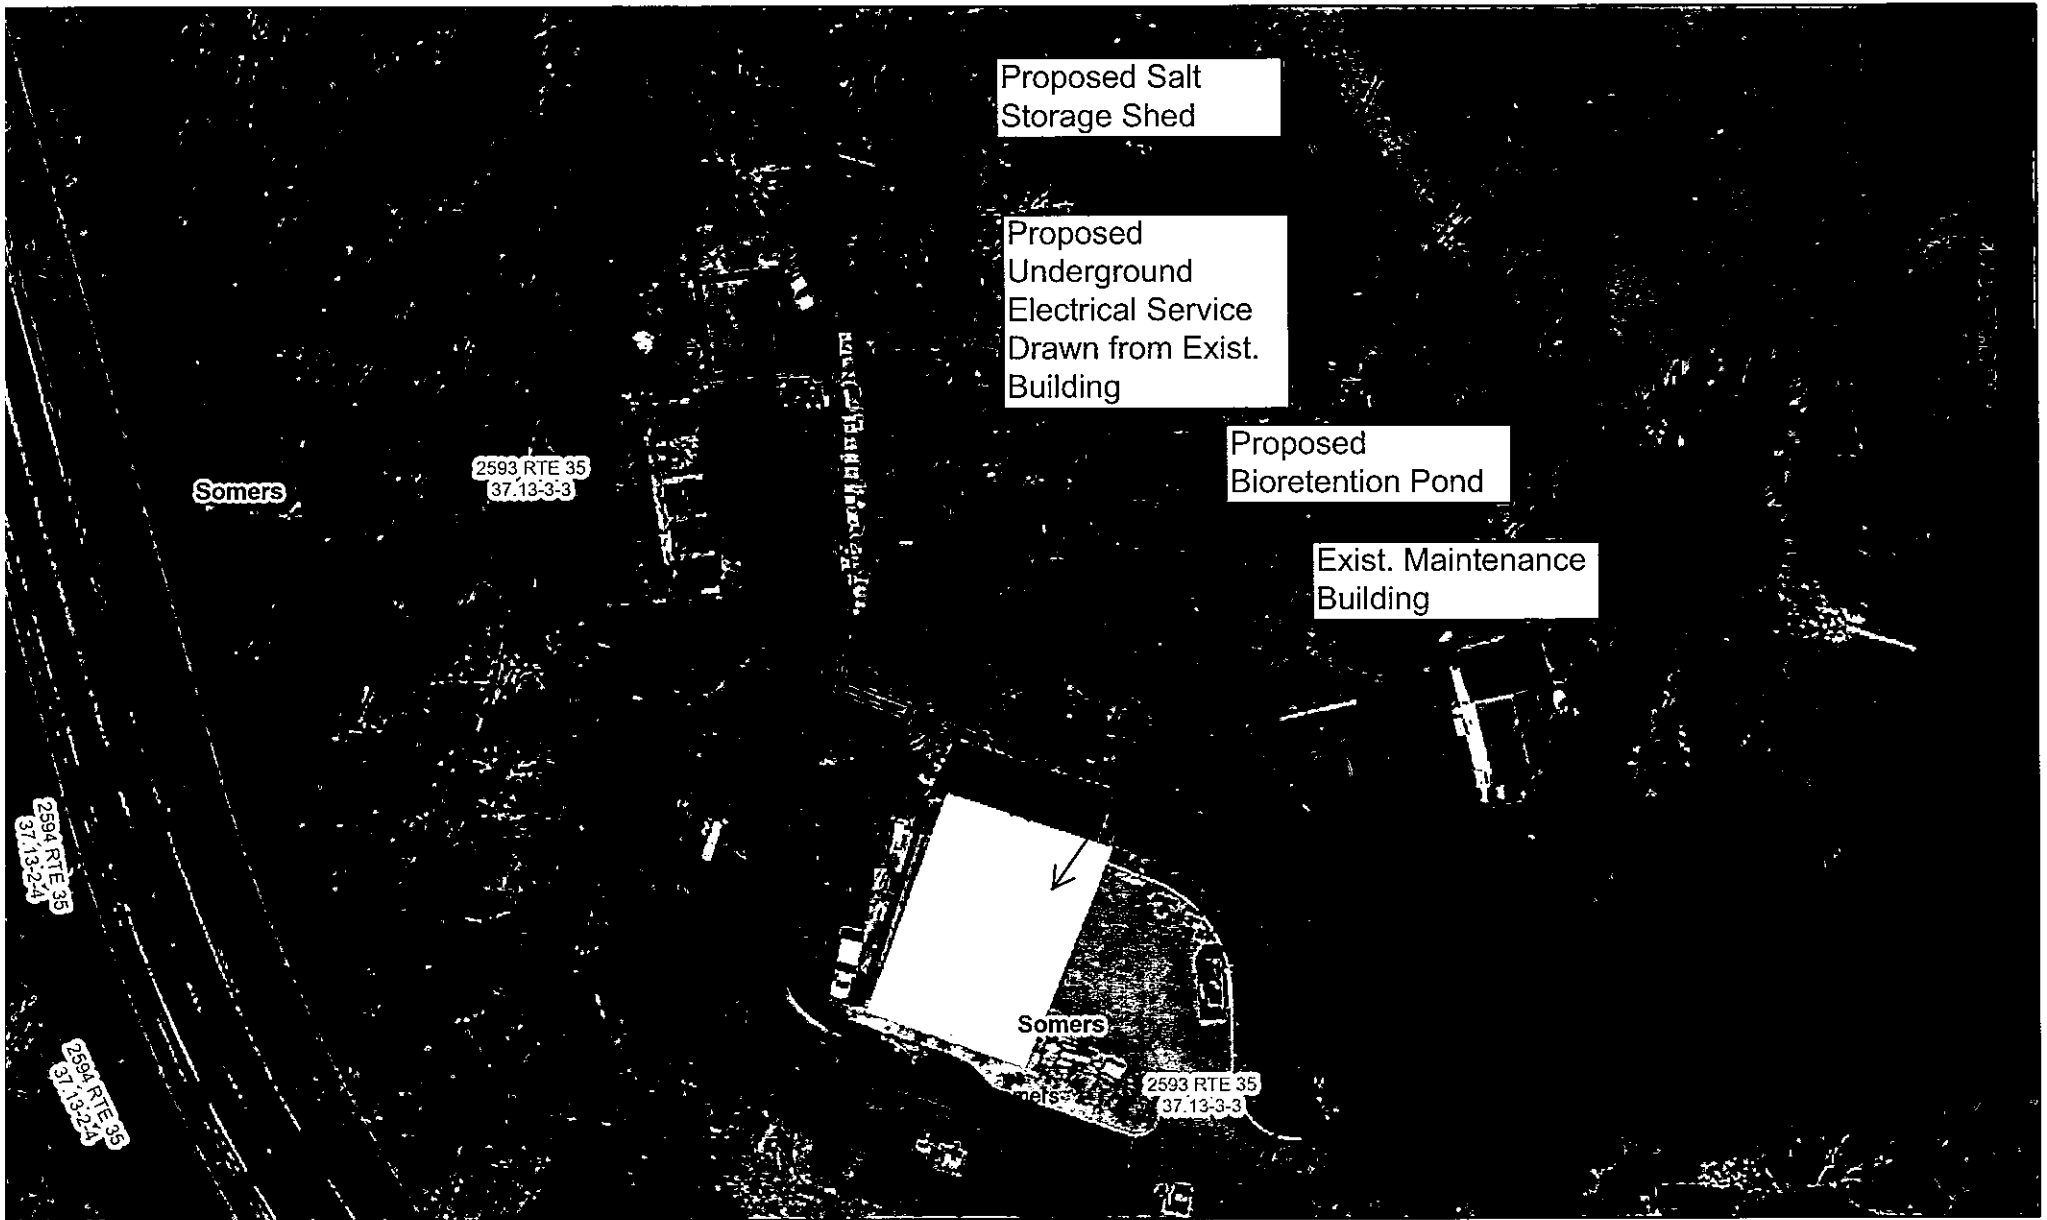 Proposed Salt
Storage Shed
Proposed
Underground
Electrical Service
Drawn from Exist.
Building
Proposed
Bioretention Pond
Exist. Maintenance
Building
2593 RTE 35
37.13-3-3
Somers
2594 RTE 35
37.13-2-4
2594 RTE 35
37.13-2-4
Somers
2593 RTE 35
37.13-3-3